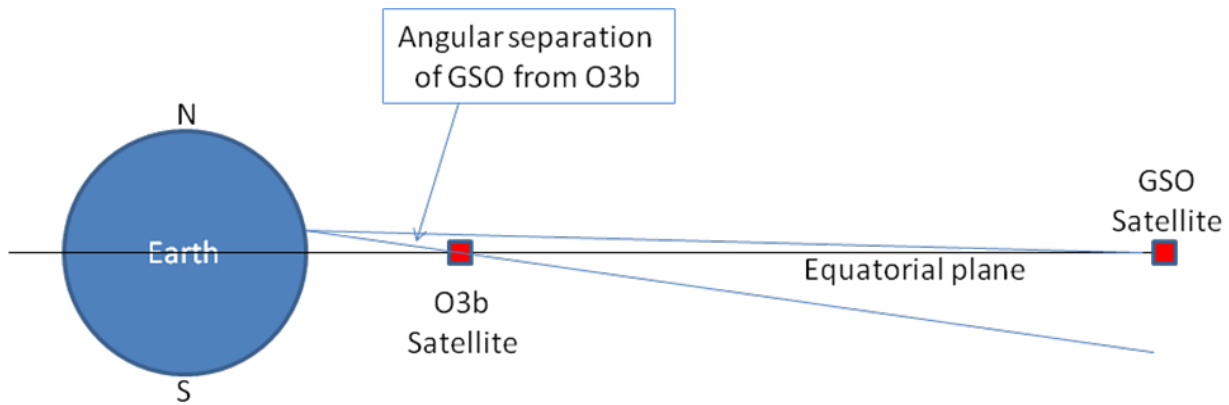 Angular separation
of GSO from O3b
N
GSO
Satellite
Earth
Equatorial plane
O3b
Satellite
S